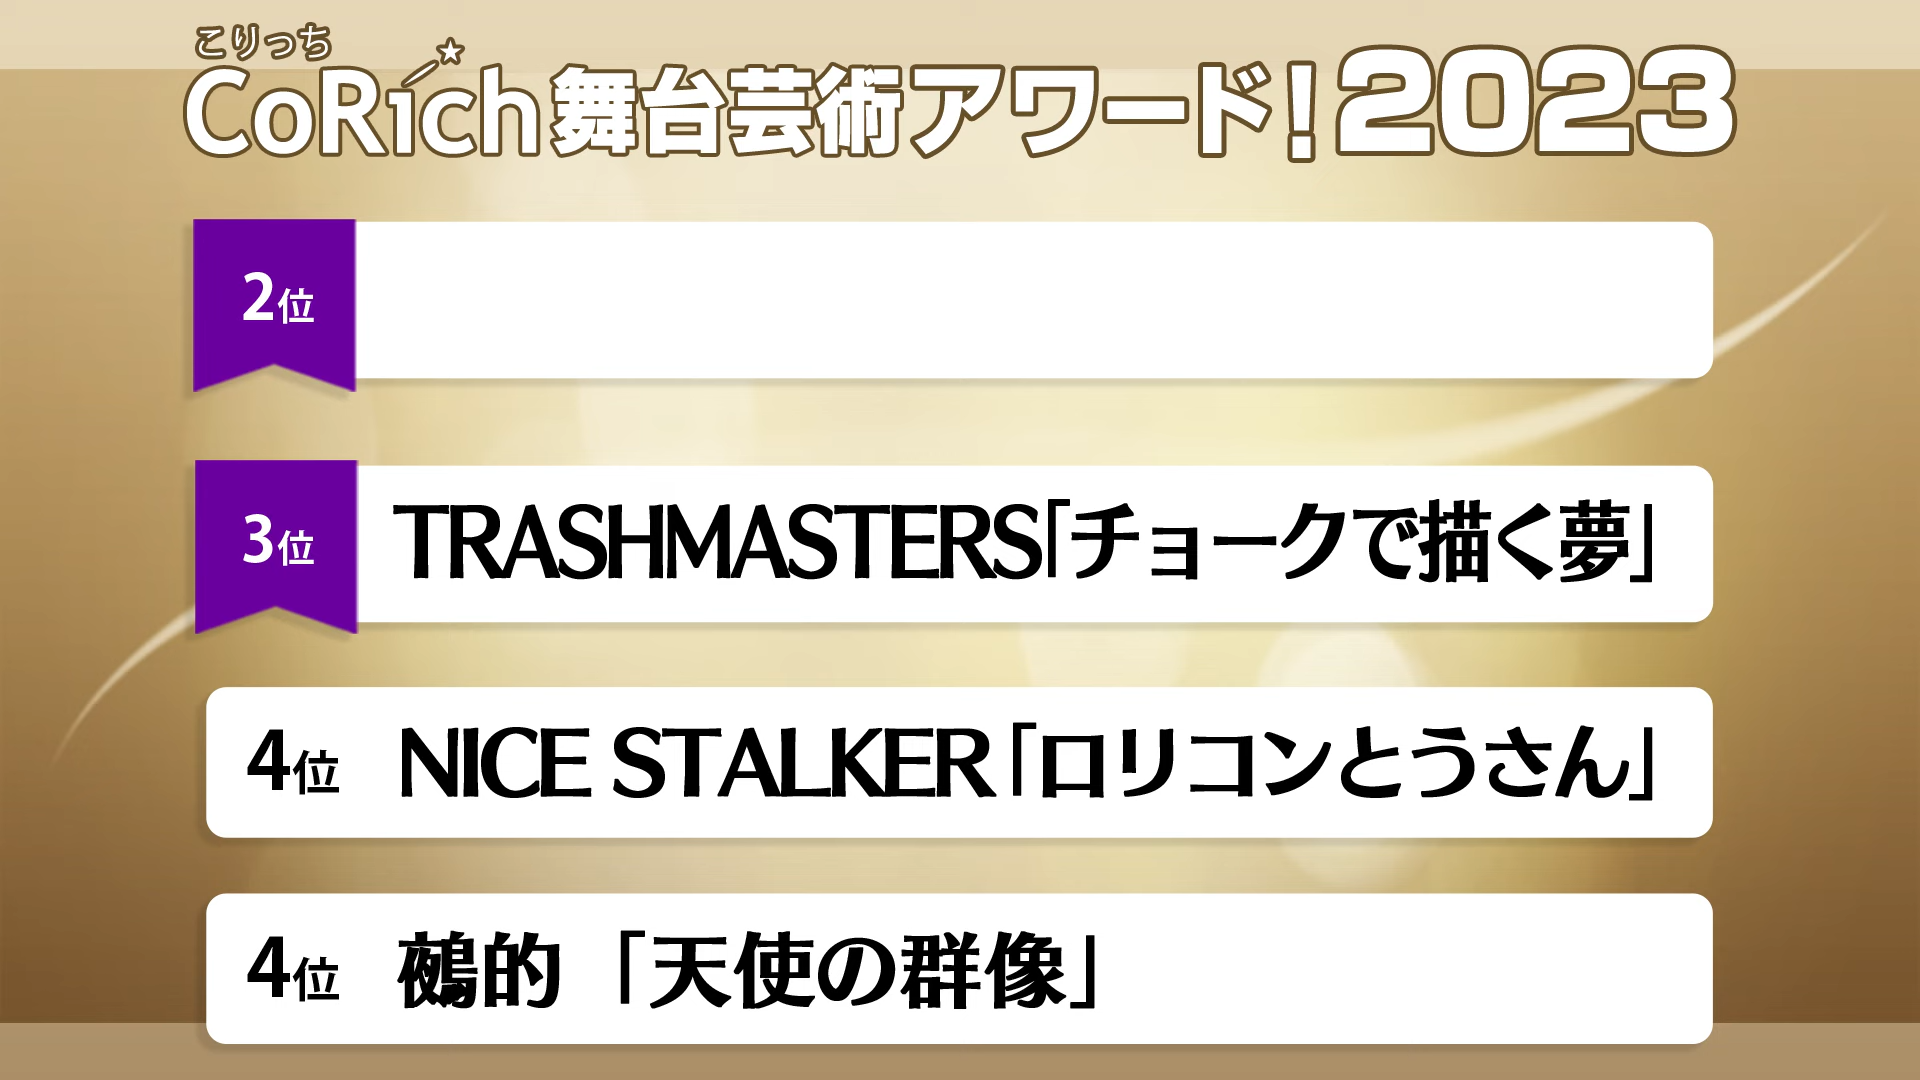 こりっち
CoRich舞台芸術アワード!2023
2位
3位 TRASHMASTERS「チョークで描く夢」
4位 NICE STALKER「ロリコンとうさん」
4位 鵺的「天使の群像」